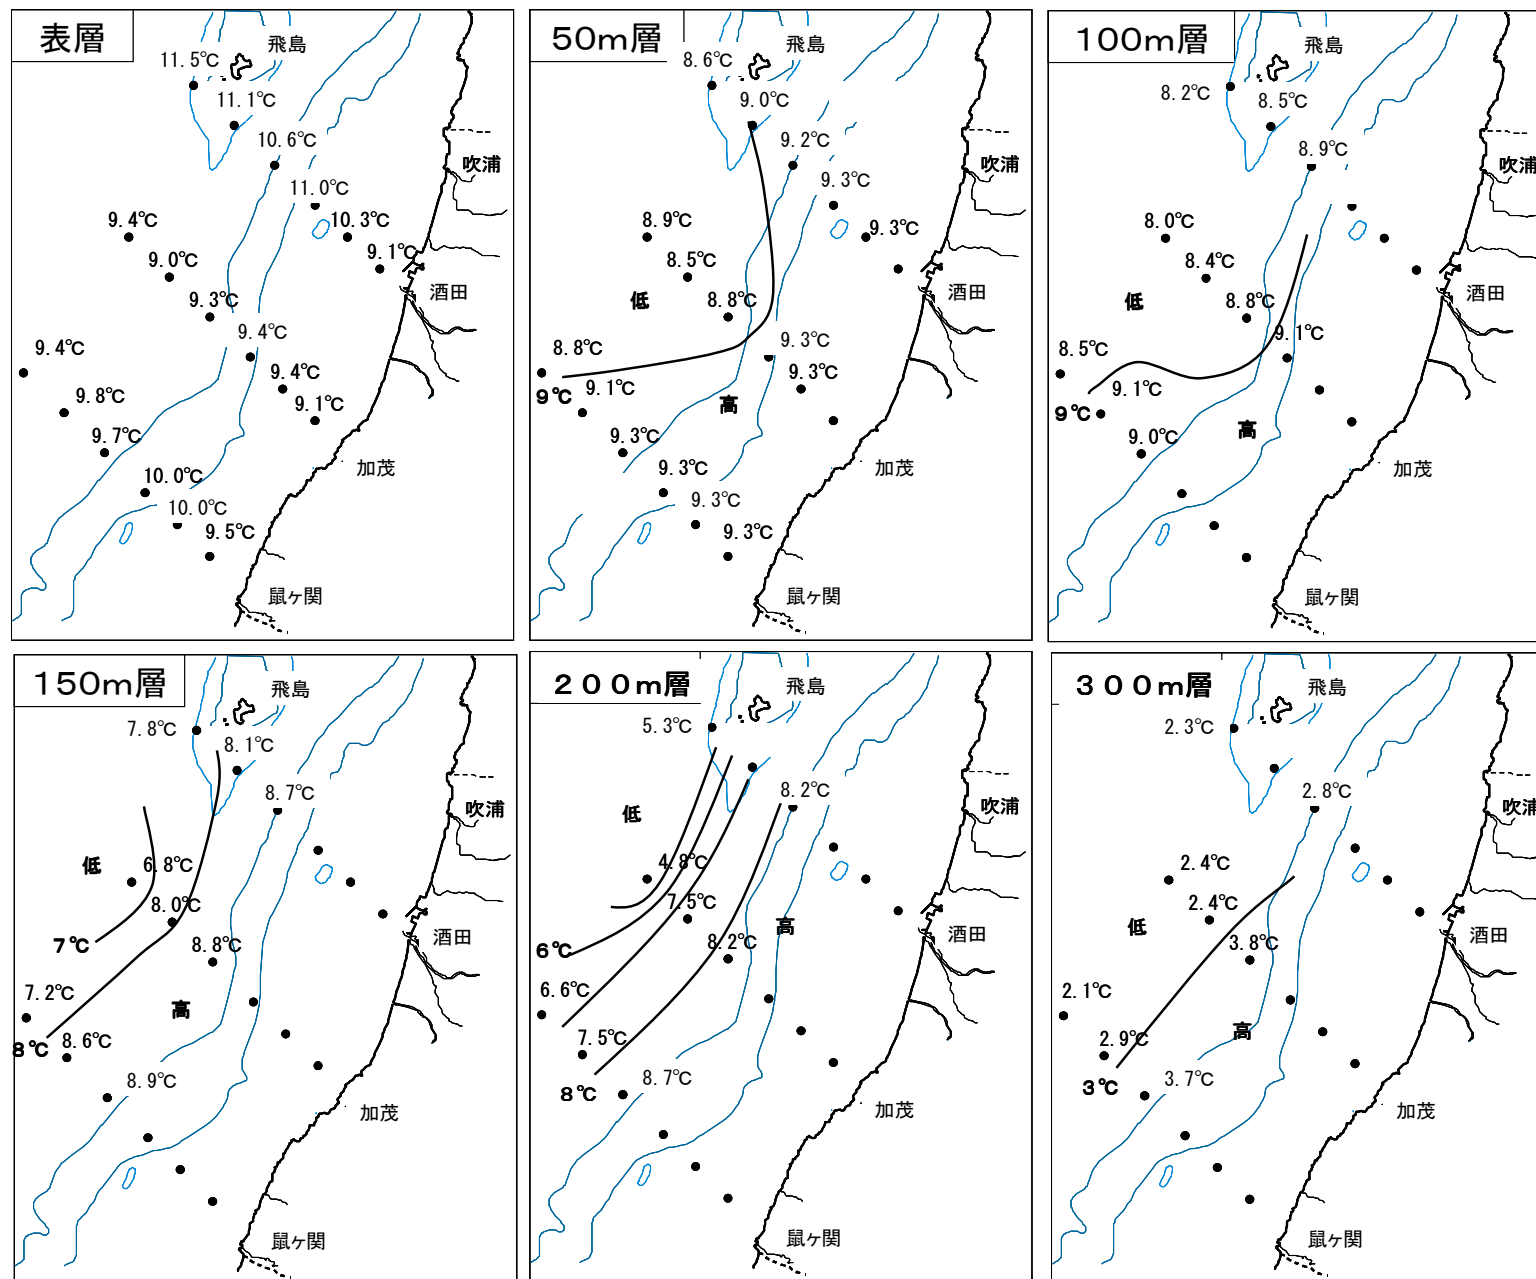 表層
飛島
11.5℃
11.1℃
10.6℃
吹浦
11.0℃
9.4℃
10.3℃
9.1℃
9.0℃
酒田
9.3℃
9.4℃
9.4℃
9.4℃
9.8℃
9.1℃
9.7℃
加茂
10.0℃
10.0℃
9.5℃
鼠ヶ関
50m層
飛島
8.6℃
9.0℃
9.2℃
吹浦
9.3℃
8.9℃
9.3℃
8.5℃
低
酒田
8.8℃
9.3℃
8.8℃
9.3℃
9℃
9.1℃
高
9.3℃
加茂
9.3℃
9.3℃
9.3℃
鼠ヶ関
100m層
飛島
8.2℃
8.5℃
8.9℃
吹浦
8.0℃
8.4℃
低
酒田
8.8℃
9.1℃
8.5℃
9.1℃
9℃
高
9.0℃
加茂
鼠ヶ関
150m層
飛島
7.8℃
8.1℃
8.7℃
吹浦
低
6.8℃
8.0℃
7℃
8.8℃
酒田
7.2℃
高
8℃
8.6℃
8.9℃
加茂
鼠ヶ関
200m層
飛島
5.3℃
8.2℃
低
吹浦
4.8℃
7.5℃
高
6℃
8.2℃
酒田
6.6℃
7.5℃
8℃
8.7℃
加茂
鼠ヶ関
300m層
飛島
2.3℃
2.8℃
吹浦
2.4℃
2.4℃
低
3.8℃
酒田
2.1℃
高
2.9℃
3℃
3.7℃
加茂
鼠ヶ関